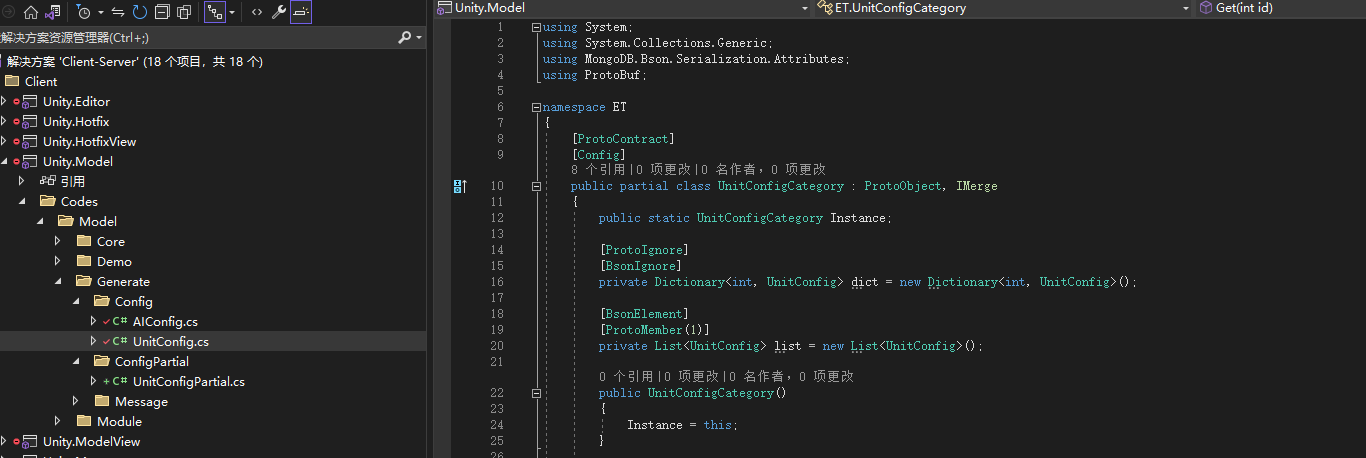 Unity.Model
ET.UnitConfigCategory
Get(int id)
解决方案资源管理器(Ctrl+;)
解决方案 'Client-Server' (18 个项目，共 18 个)
Client
Unity.Editor
Unity.Hotfix
Unity.HotfixView
Unity.Model
引用
Codes
Model
Core
Demo
Generate
Config
C# AIConfig.cs
C# UnitConfig.cs
ConfigPartial
C# UnitConfigPartial.cs
Message
Module
Unity.ModelView
1 using System;
2 using System.Collections.Generic;
3 using MongoDB.Bson.Serialization.Attributes;
4 using ProtoBuf;
5
6 namespace ET
7 {
8 [ProtoContract]
9 [Config]
8 个引用|0 项更改|0 名作者，0 项更改
10 public partial class UnitConfigCategory : ProtoObject, IMerge
11 {
12 public static UnitConfigCategory Instance;
13
14 [ProtoIgnore]
15 [BsonIgnore]
16 private Dictionary<int, UnitConfig> dict = new Dictionary<int, UnitConfig>();
17
18 [BsonElement]
19 [ProtoMember(1)]
20 private List<UnitConfig> list = new List<UnitConfig>();
21
0 个引用|0 项更改|0 名作者，0 项更改
22 public UnitConfigCategory()
23 {
24 Instance = this;
25 }
26